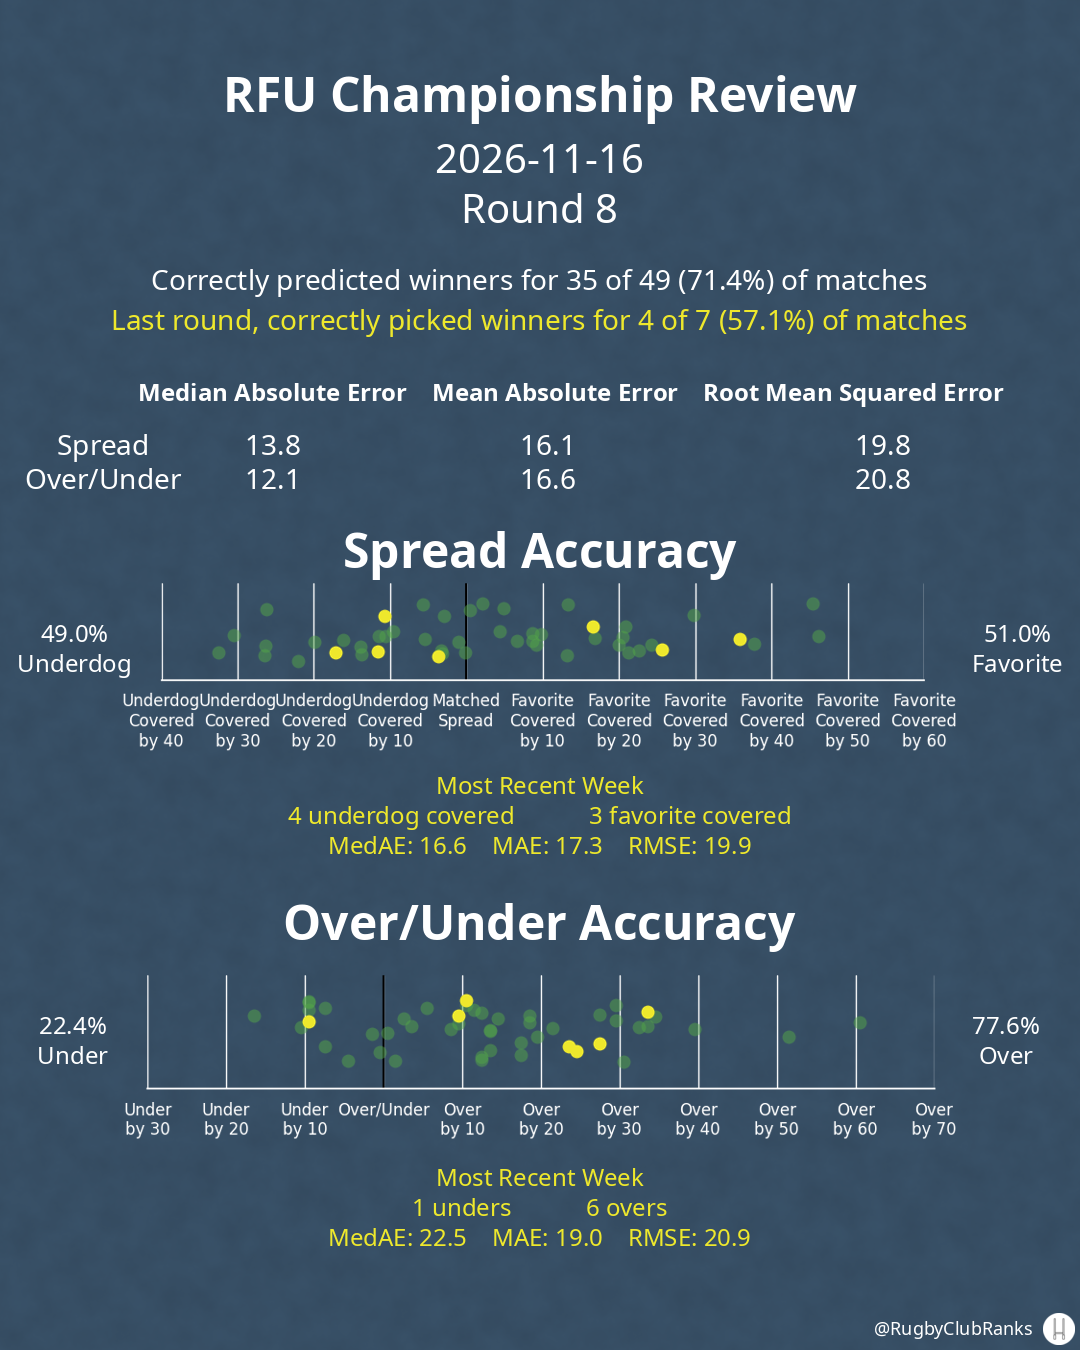 RFU Championship Review
2026-11-16
Round 8
Correctly predicted winners for 35 of 49 (71.4%) of matches
Last round, correctly picked winners for 4 of 7 (57.1%) of matches
Median Absolute Error Mean Absolute Error Root Mean Squared Error
Spread 13.8 16.1 19.8
Over/Under 12.1 16.6 20.8
Spread Accuracy
49.0% Underdog
51.0% Favorite
Underdog Covered by 40
Underdog Covered by 30
Underdog Covered by 20
Underdog Covered by 10
Matched Spread
Favorite Covered by 10
Favorite Covered by 20
Favorite Covered by 30
Favorite Covered by 40
Favorite Covered by 50
Favorite Covered by 60
Most Recent Week
4 underdog covered 3 favorite covered
MedAE: 16.6 MAE: 17.3 RMSE: 19.9
Over/Under Accuracy
22.4% Under
77.6% Over
Under by 30
Under by 20
Under by 10
Over/Under
Over by 10
Over by 20
Over by 30
Over by 40
Over by 50
Over by 60
Over by 70
Most Recent Week
1 unders 6 overs
MedAE: 22.5 MAE: 19.0 RMSE: 20.9
@RugbyClubRanks